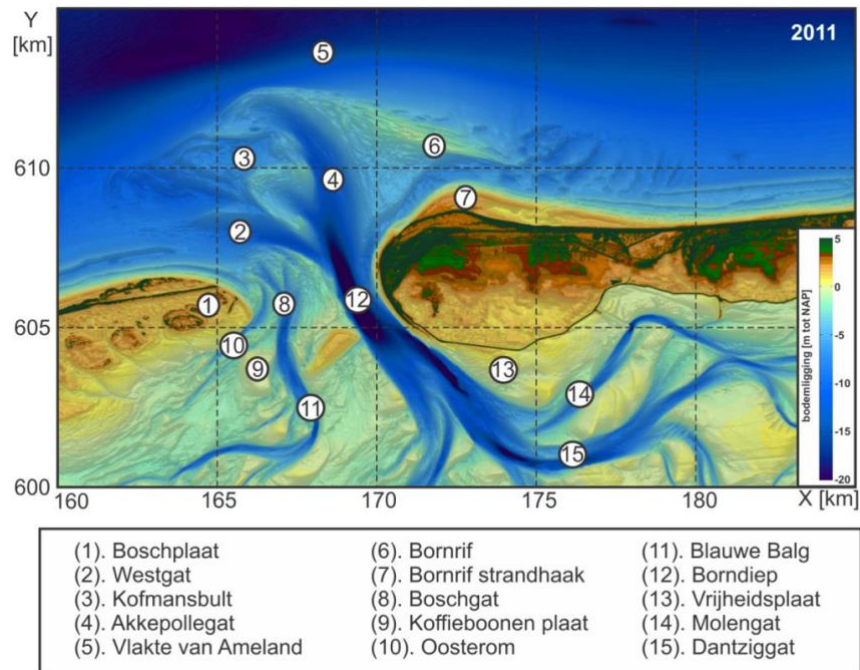 Y
[km]
2011
5
6
3
610
4
7
2
5
0
-5
-10
-15
-20
bodemligging [m tot NAP]
1
8
12
605
10
9
13
14
11
15
600
160
165
170
175
180
X [km]
(1). Boschplaat
(2). Westgat
(3). Kofmansbult
(4). Akkepollegat
(5). Vlakte van Ameland
(6). Bornrif
(7). Bornrif strandhaak
(8). Boschgat
(9). Koffieboonen plaat
(10). Oosterom
(11). Blauwe Balg
(12). Borndiep
(13). Vrijheidsplaat
(14). Molengat
(15). Dantziggat